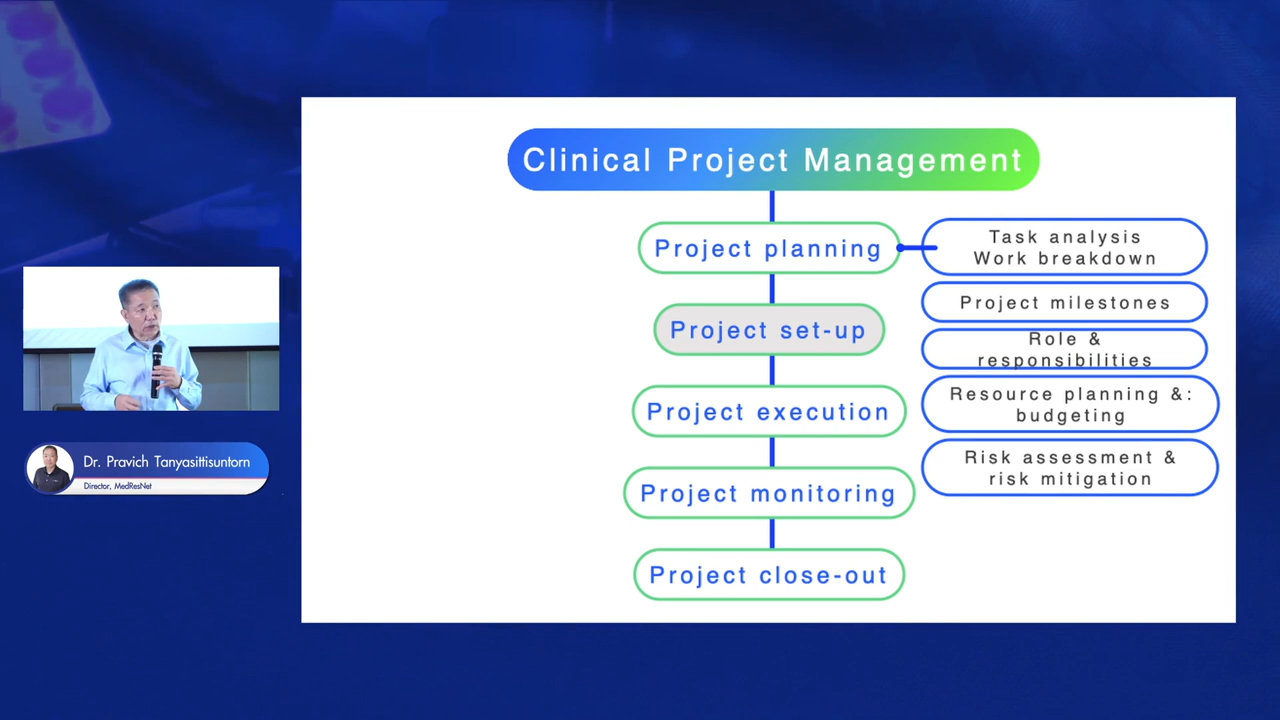 Clinical Project Management
Project planning
Task analysis
Work breakdown
Project milestones
Role &
responsibilities
Resource planning &:
budgeting
Risk assessment &
risk mitigation
Project set-up
Project execution
Project monitoring
Project close-out
Dr. Pravich Tanyasittisuntorn
Director, MedResNet